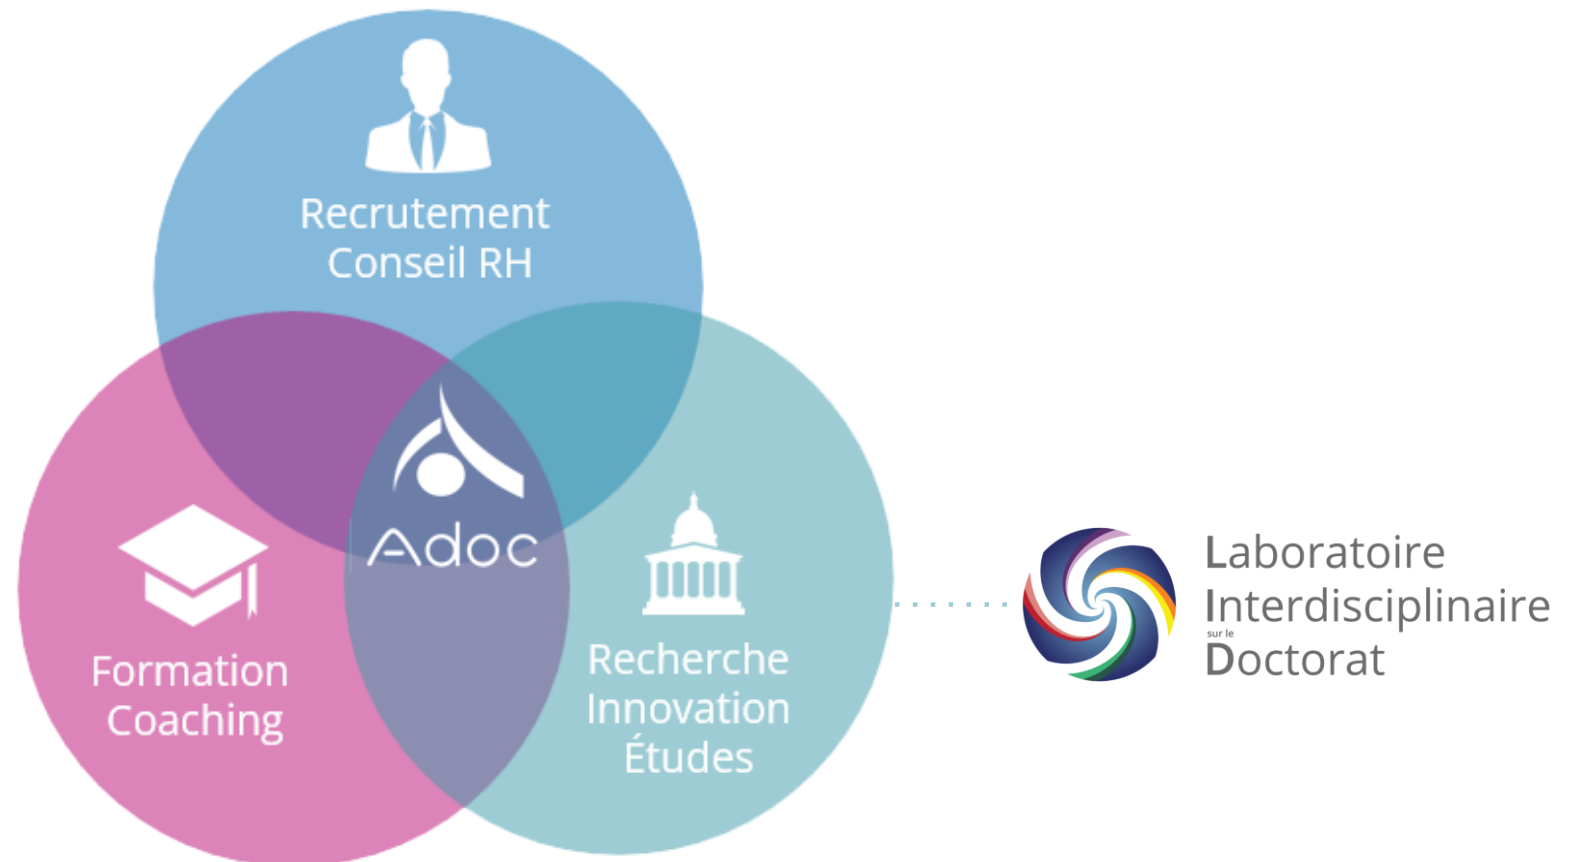 Recrutement
Conseil RH
Adoc
Formation
Coaching
Recherche
Innovation
Études
Laboratoire
Interdisciplinaire
sur le
Doctorat